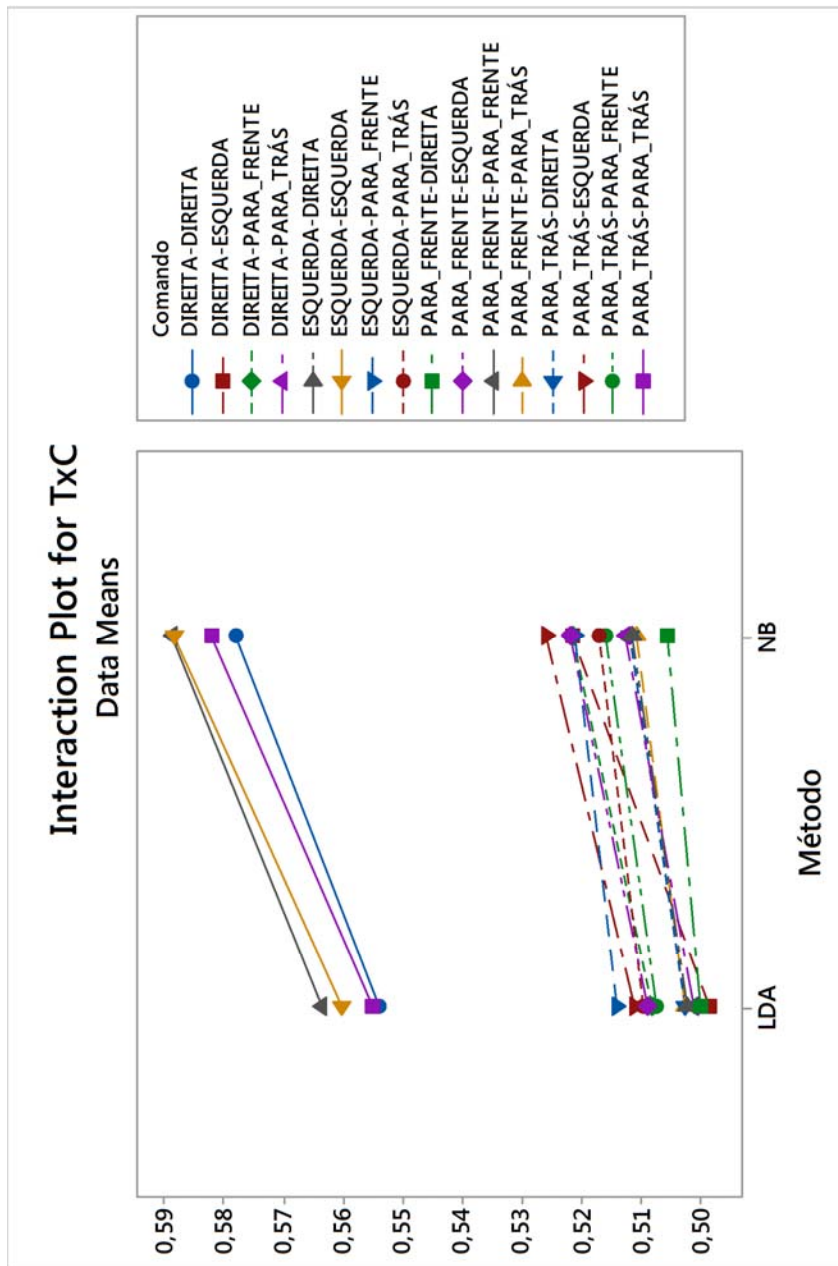 Interaction Plot for TxC
Data Means
0,59
0,58
0,57
0,56
0,55
0,54
0,53
0,52
0,51
0,50
LDA
NB
Método
Comando
DIREITA-DIREITA
DIREITA-ESQUERDA
DIREITA-PARA_FRENTE
DIREITA-PARA_TRÁS
ESQUERDA-DIREITA
ESQUERDA-ESQUERDA
ESQUERDA-PARA_FRENTE
ESQUERDA-PARA_TRÁS
PARA_FRENTE-DIREITA
PARA_FRENTE-ESQUERDA
PARA_FRENTE-PARA_FRENTE
PARA_FRENTE-PARA_TRÁS
PARA_TRÁS-DIREITA
PARA_TRÁS-ESQUERDA
PARA_TRÁS-PARA_FRENTE
PARA_TRÁS-PARA_TRÁS